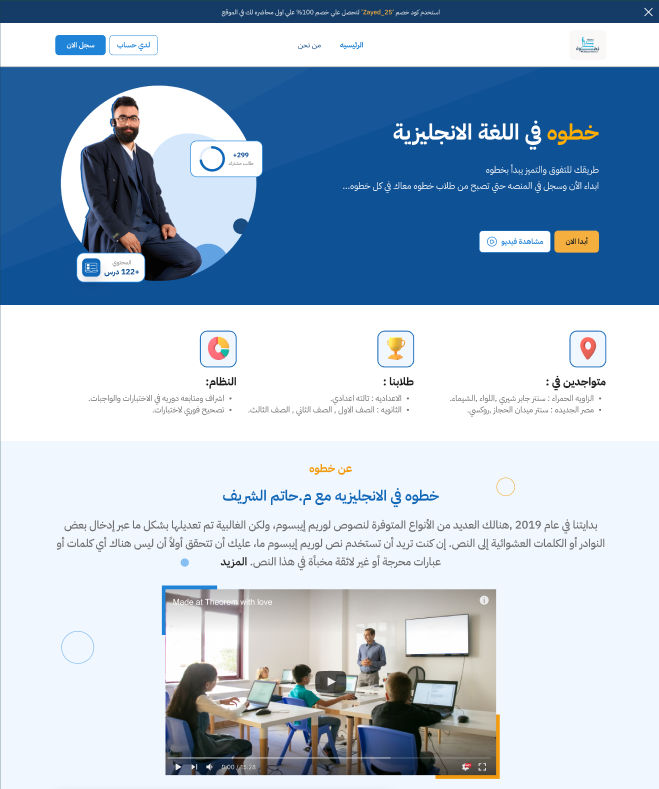 استخدم كود خصم 'Zayed_25' لتحصل علي خصم 100% علي اولى محاضره لك في الموقع
الرئيسيه
من نحن
لدي حساب
سجل الان
خطوه في اللغة الانجليزية
طريقك للتفوق والتميز يبدأ بخطوه
ابداء الأن وسجل في المنصه حتي تصبح من طلاب خطوه معاك في كل خطوه...
أبدا الان
مشاهدة فيديو
+299
طالب مشترك
المحتوي
+122 درس
متواجدين في :
الزاويه الحمراء : سنتر جابر شيري ,اللواء ,الشيماء.
مصر الجديده : سنتر ميدان الحجاز ,روكسي.
طلابنا :
الاعداديه : تالته اعدادي.
الثانويه : الصف الاول , الصف الثاني , الصف الثالث.
النظام:
اشراف ومتابعه دوريه في الاختبارات والواجبات.
تصحيح فوري لاختبارات.
عن خطوه
خطوه في الانجليزيه مع م.حاتم الشريف
بدايتنا في عام 2019 ,هنالك العديد من الأنواع المتوفرة لنصوص لوريم إيبسوم، ولكن الغالبية تم تعديلها بشكل ما عبر إدخال بعض
النوادر أو الكلمات العشوائية إلى النص. إن كنت تريد أن تستخدم نص لوريم إيبسوم ما، عليك أن تتحقق أولاً أن ليس هناك أي كلمات أو
عبارات محرجة أو غير لائقة مخبأة في هذا النص. المزيد
Made at Theorem with love
0:00 / 11:28